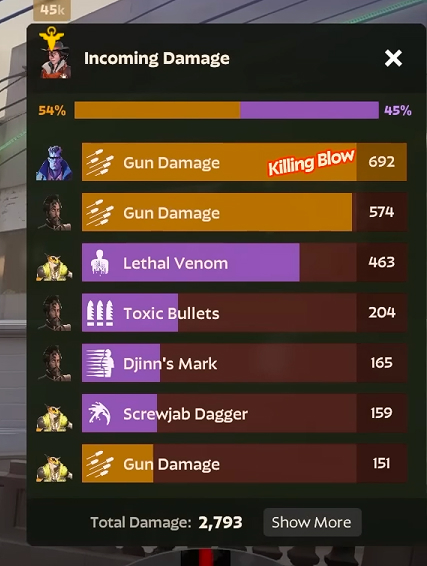 45k
Incoming Damage
54% 45%
Gun Damage Killing Blow 692
Gun Damage 574
Lethal Venom 463
Toxic Bullets 204
Djinn's Mark 165
Screwjab Dagger 159
Gun Damage 151
Total Damage: 2,793 Show More